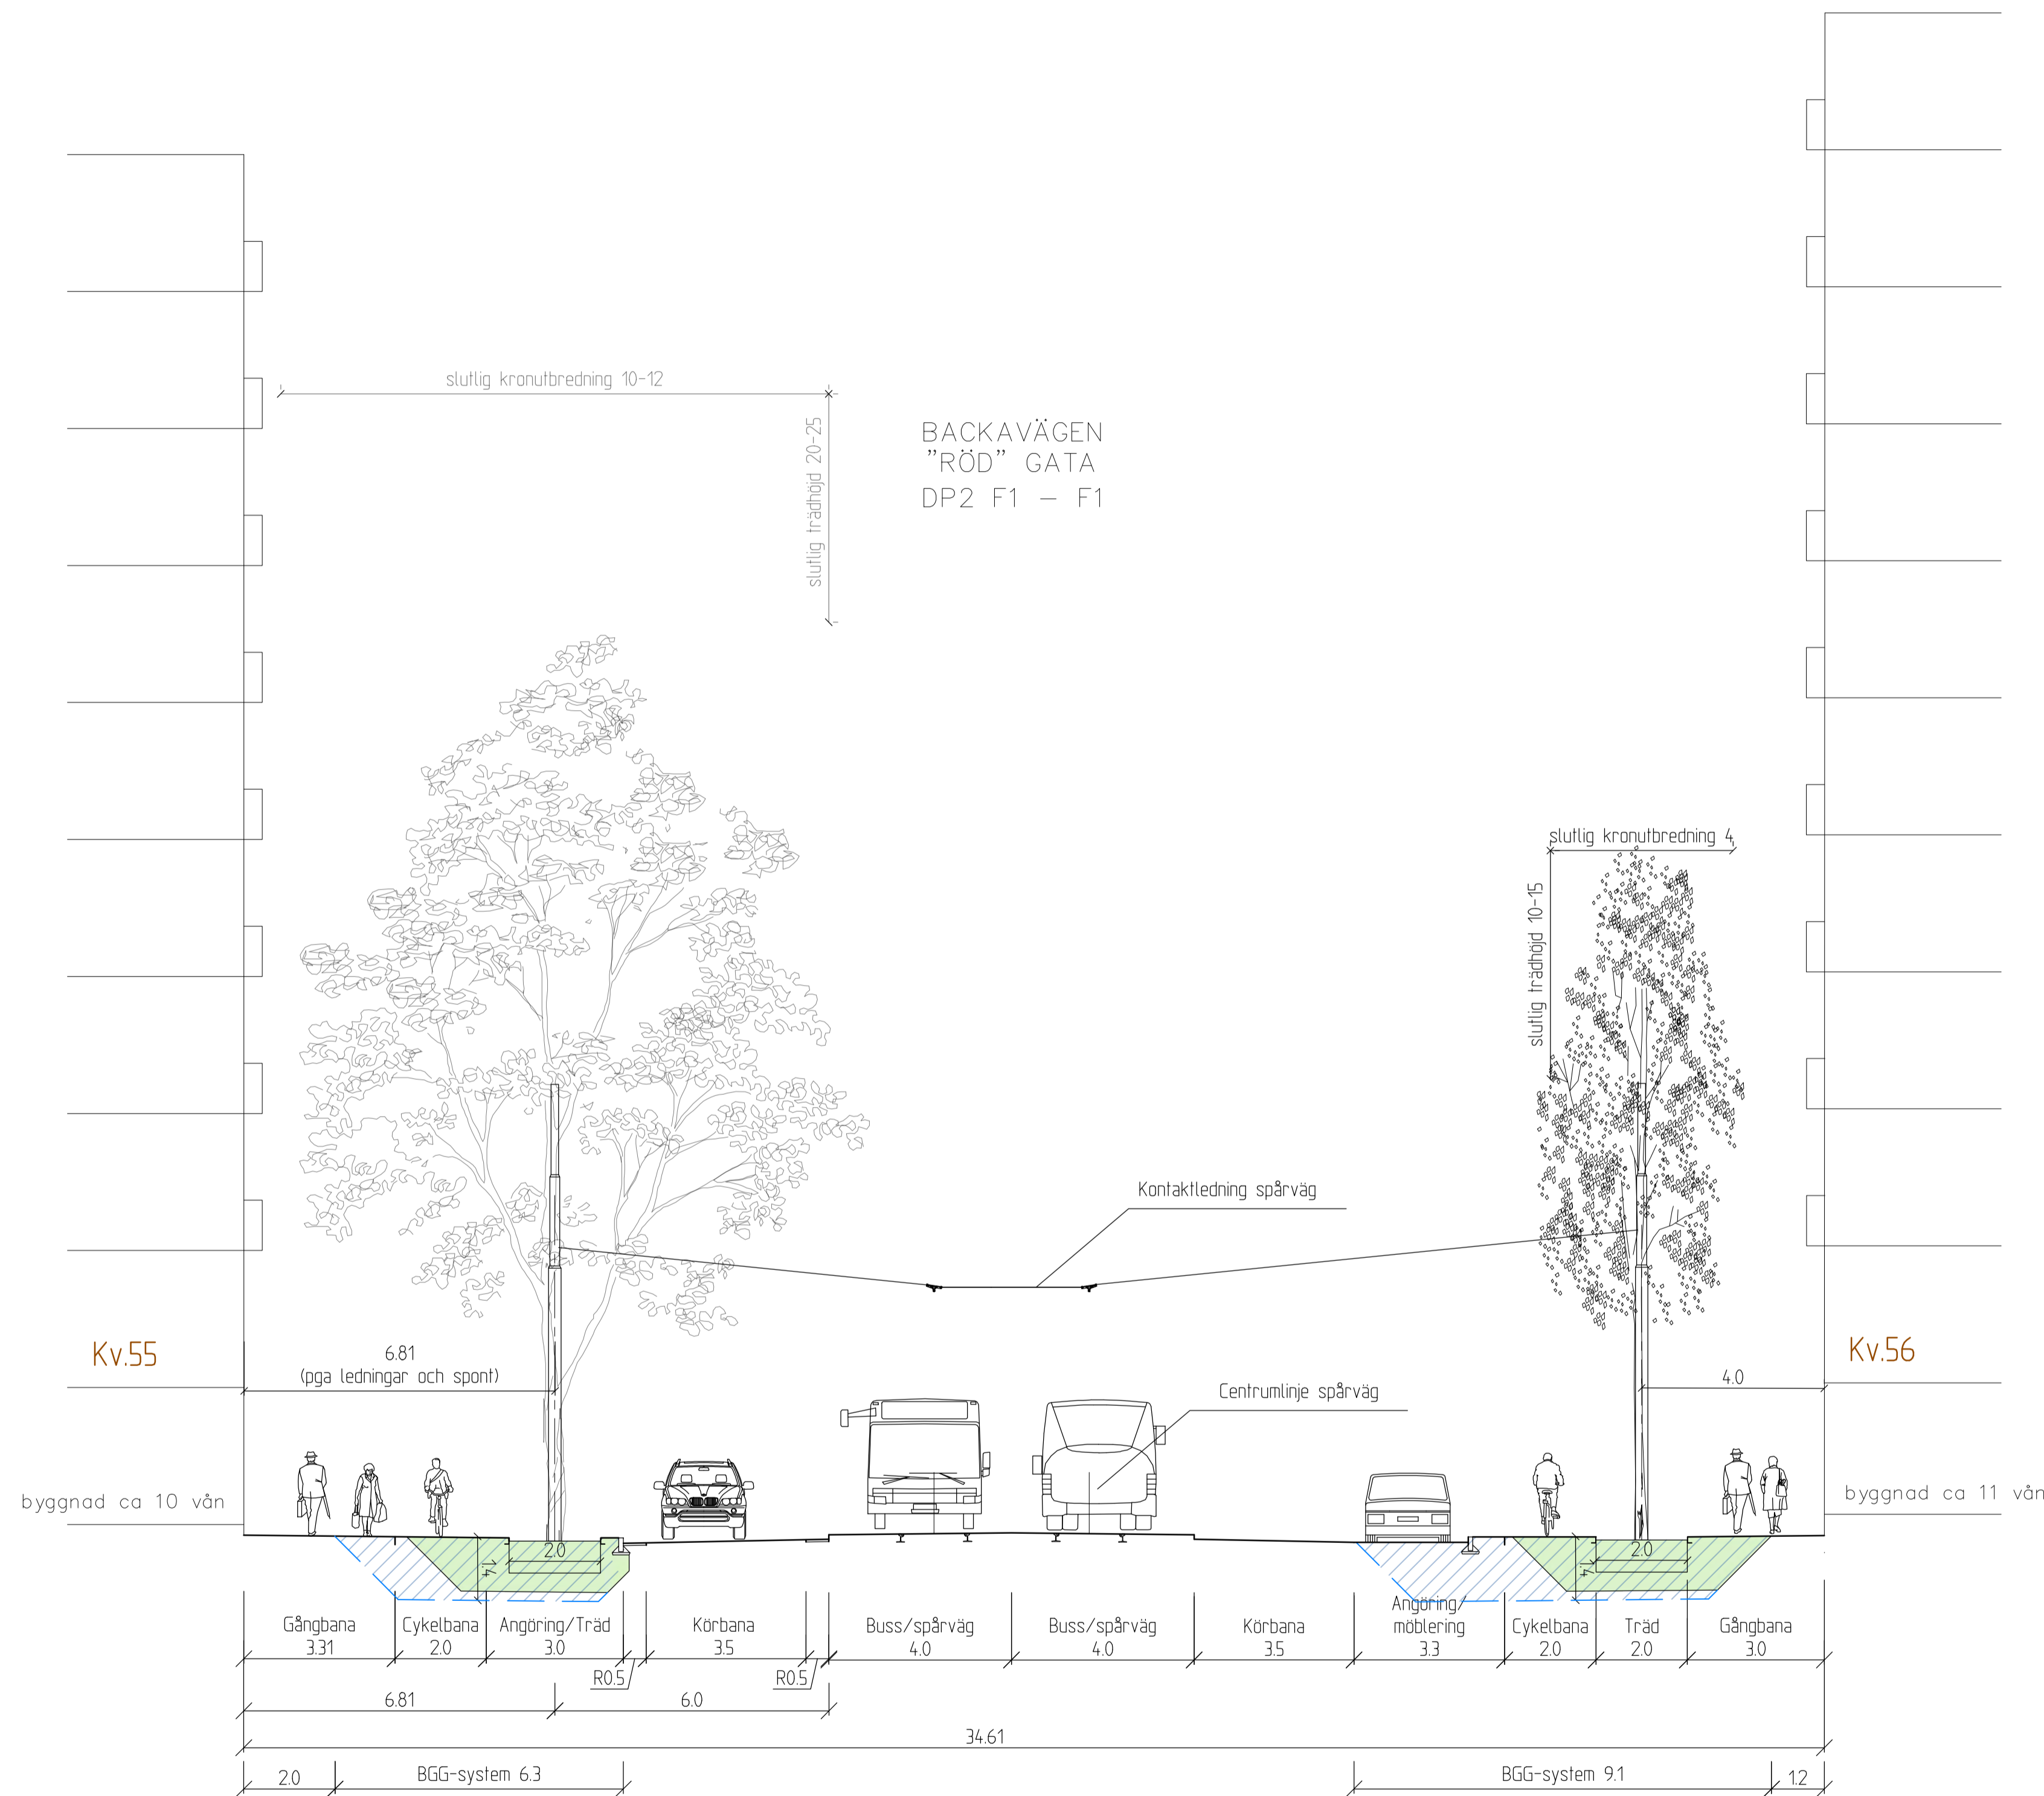 slutlig kronutbredning 10-12
slutlig trädhöjd 20-25
BACKAVÄGEN
"RÖD" GATA
DP2 F1 - F1
slutlig kronutbredning 4
slutlig trädhöjd 10-15
Kontaktledning spårväg
Kv.55
6.81
(pga ledningar och spont)
Centrumlinje spårväg
Kv.56
4.0
byggnad ca 10 vån
byggnad ca 11 vån
2.0
1.4
2.0
1.4
Gångbana
3.31
Cykelbana
2.0
Angöring/Träd
3.0
R0.5
Körbana
3.5
R0.5
Buss/spårväg
4.0
Buss/spårväg
4.0
Körbana
3.5
Angöring/
möblering
3.3
Cykelbana
2.0
Träd
2.0
Gångbana
3.0
6.81
6.0
34.61
2.0
BGG-system 6.3
BGG-system 9.1
1.2